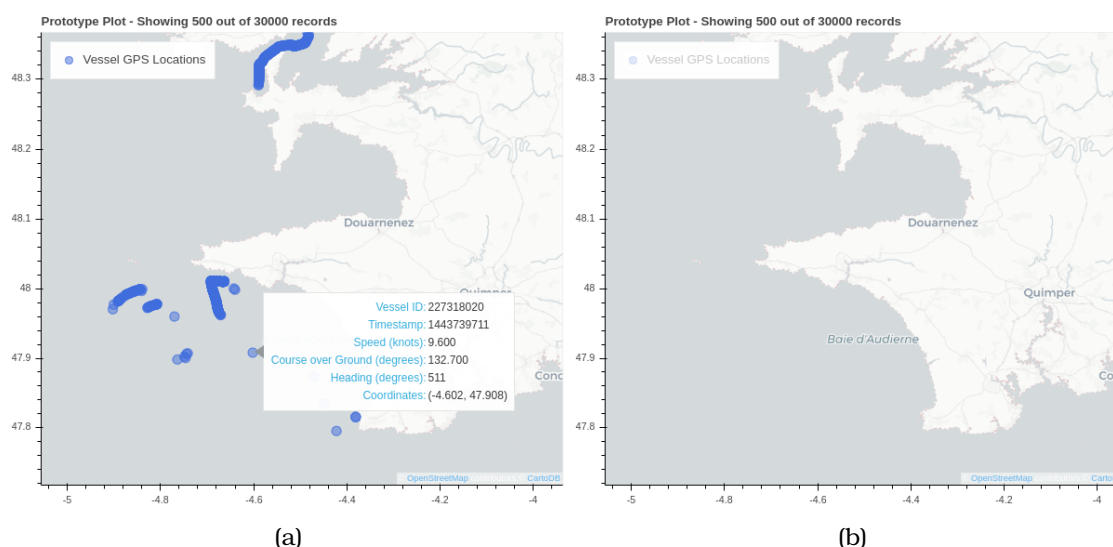 Prototype Plot - Showing 500 out of 30000 records
Vessel GPS Locations
48.3
48.2
48.1
48
47.9
47.8
Douarnenez
Quimper
Vessel ID: 227318020
Timestamp: 1443739711
Speed (knots): 9.600
Course over Ground (degrees): 132.700
Heading (degrees): 511
Coordinates: (-4.602, 47.908)
Conc
OpenStreetMap
CartoDB
-5
-4.8
-4.6
-4.4
-4.2
-4
(a)
Prototype Plot - Showing 500 out of 30000 records
Vessel GPS Locations
48.3
48.2
48.1
48
47.9
47.8
Douarnenez
Quimper
Baie d'Audierne
Co
OpenStreetMap
Carto
-5
-4.8
-4.6
-4.4
-4.2
-4
(b)